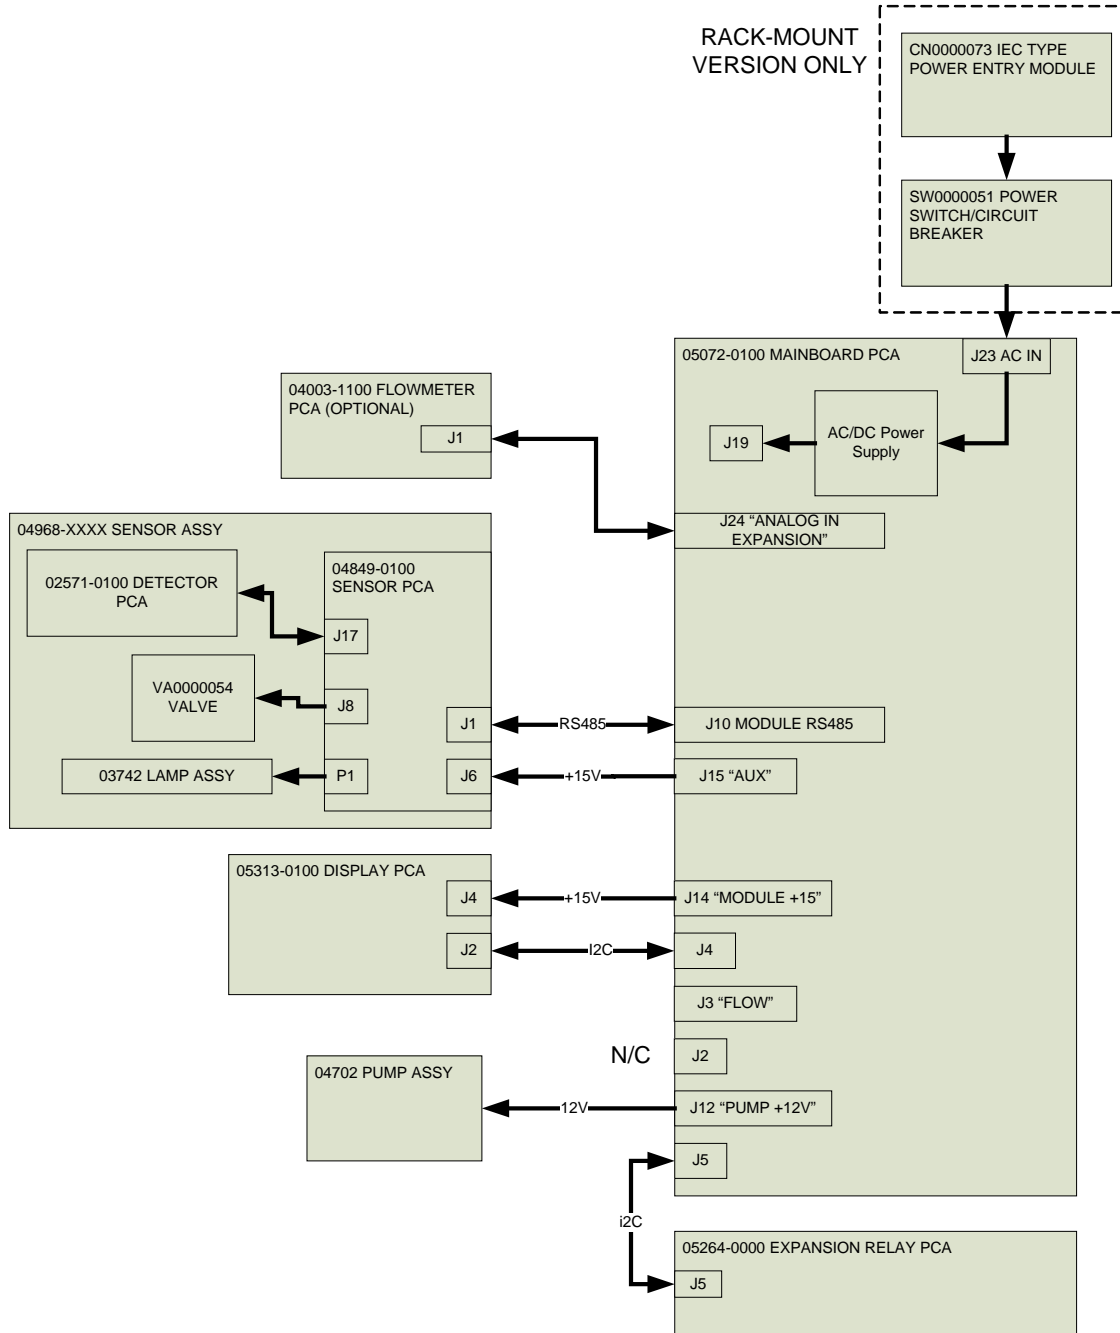 RACK-MOUNT
VERSION ONLY
CN0000073 IEC TYPE
POWER ENTRY MODULE
SW0000051 POWER
SWITCH/CIRCUIT
BREAKER
05072-0100 MAINBOARD PCA
J23 AC IN
AC/DC Power
Supply
J19
04003-1100 FLOWMETER
PCA (OPTIONAL)
J1
J24 “ANALOG IN
EXPANSION”
04968-XXXX SENSOR ASSY
02571-0100 DETECTOR
PCA
04849-0100
SENSOR PCA
J17
VA0000054
VALVE
J8
J1
RS485
J10 MODULE RS485
03742 LAMP ASSY
P1
J6
+15V
J15 “AUX”
05313-0100 DISPLAY PCA
J4
+15V
J14 “MODULE +15”
J2
I2C
J4
J3 “FLOW”
N/C
J2
04702 PUMP ASSY
12V
J12 “PUMP +12V”
J5
i2C
05264-0000 EXPANSION RELAY PCA
J5